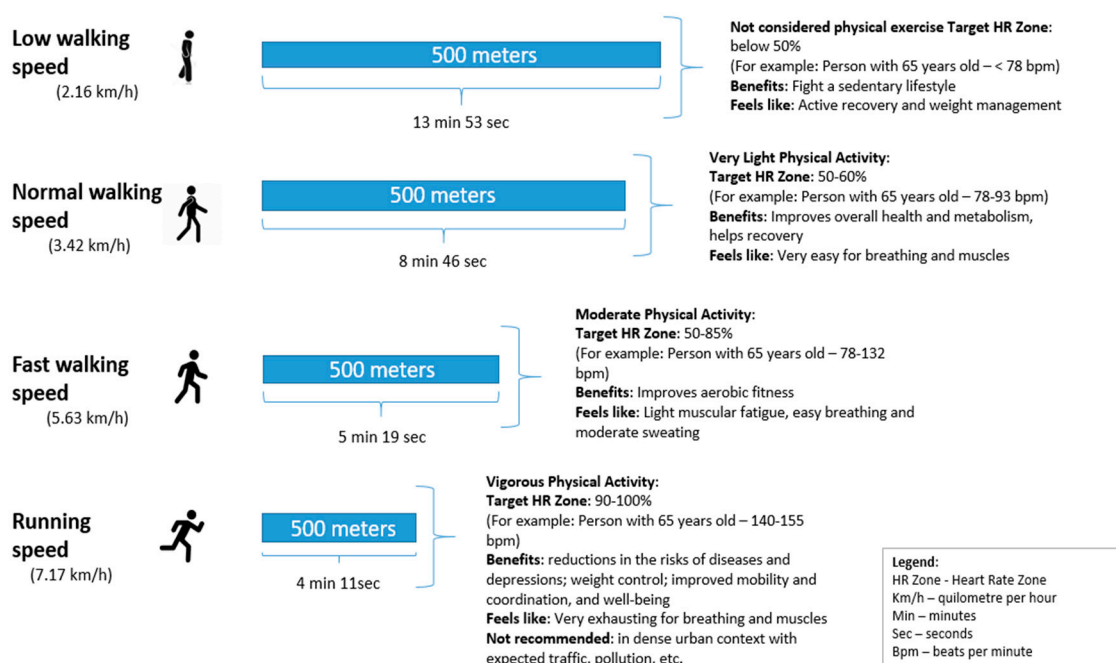 Low walking
speed
(2.16 km/h)
500 meters
13 min 53 sec
Not considered physical exercise Target HR Zone:
below 50%
(For example: Person with 65 years old – < 78 bpm)
Benefits: Fight a sedentary lifestyle
Feels like: Active recovery and weight management
Normal walking
speed
(3.42 km/h)
500 meters
8 min 46 sec
Very Light Physical Activity:
Target HR Zone: 50-60%
(For example: Person with 65 years old – 78-93 bpm)
Benefits: Improves overall health and metabolism,
helps recovery
Feels like: Very easy for breathing and muscles
Fast walking
speed
(5.63 km/h)
500 meters
5 min 19 sec
Moderate Physical Activity:
Target HR Zone: 50-85%
(For example: Person with 65 years old – 78-132
bpm)
Benefits: Improves aerobic fitness
Feels like: Light muscular fatigue, easy breathing and
moderate sweating
Running
speed
(7.17 km/h)
500 meters
4 min 11sec
Vigorous Physical Activity:
Target HR Zone: 90-100%
(For example: Person with 65 years old – 140-155
bpm)
Benefits: reductions in the risks of diseases and
depressions; weight control; improved mobility and
coordination, and well-being
Feels like: Very exhausting for breathing and muscles
Not recommended: in dense urban context with
expected traffic, pollution, etc.
Legend:
HR Zone - Heart Rate Zone
Km/h – quilometre per hour
Min – minutes
Sec – seconds
Bpm – beats per minute